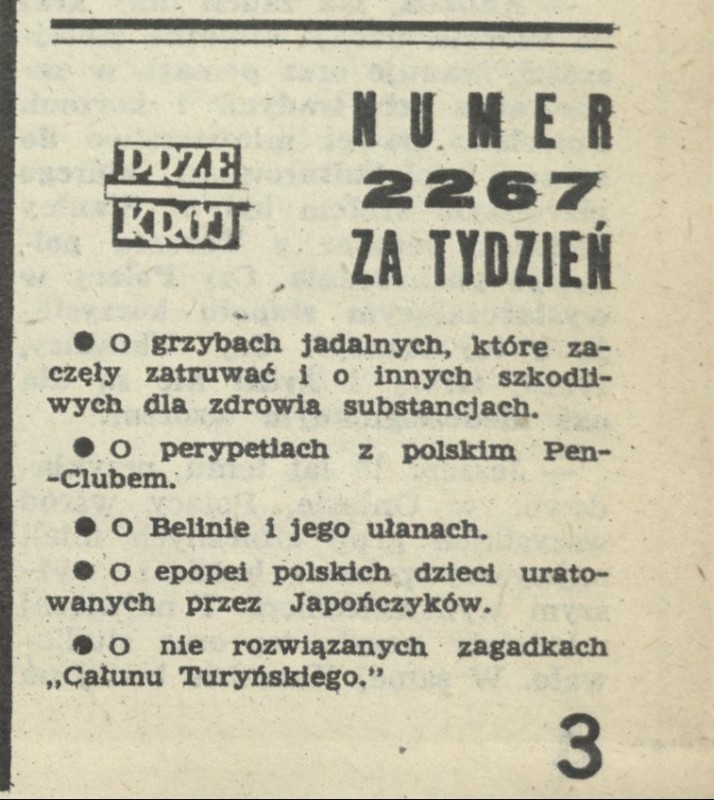 PRZE
KRÓJ
NUMER
2267
ZA TYDZIEŃ
● O grzybach jadalnych, które za-
częły zatruwać i o innych szkodli-
wych dla zdrowia substancjach.
● O perypetiach z polskim Pen-
-Clubem.
● O Belinie i jego ułanach.
● O epopei polskich dzieci urato-
wanych przez Japończyków.
● O nie rozwiązanych zagadkach
„Całunu Turyńskiego.”
3